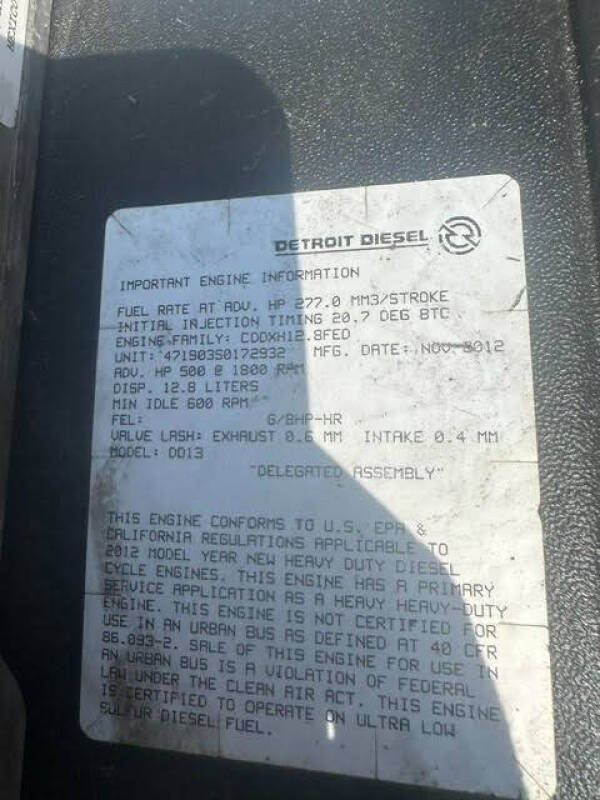 DETROIT DIESEL
IMPORTANT ENGINE INFORMATION
FUEL RATE AT ADV. HP 277.0 MM3/STROKE
INITIAL INJECTION TIMING 20.7 DEG BTC
ENGINE FAMILY: CDDXH12.8FED
UNIT: 471903S0172932 MFG. DATE: NOV 2012
ADV. HP 500 @ 1800 RPM
DISP. 12.8 LITERS
MIN IDLE 600 RPM
FEL: G/BHP-HR
VALVE LASH: EXHAUST 0.6 MM INTAKE 0.4 MM
MODEL: DD13
"DELEGATED ASSEMBLY"
THIS ENGINE CONFORMS TO U.S. EPA &
CALIFORNIA REGULATIONS APPLICABLE TO
2012 MODEL YEAR NEW HEAVY DUTY DIESEL
CYCLE ENGINES. THIS ENGINE HAS A PRIMARY
SERVICE APPLICATION AS A HEAVY HEAVY-DUTY
ENGINE. THIS ENGINE IS NOT CERTIFIED FOR
USE IN AN URBAN BUS AS DEFINED AT 40 CFR
86.093-2. SALE OF THIS ENGINE FOR USE IN
AN URBAN BUS IS A VIOLATION OF FEDERAL
LAW UNDER THE CLEAN AIR ACT. THIS ENGINE
IS CERTIFIED TO OPERATE ON ULTRA LOW
SULFUR DIESEL FUEL.